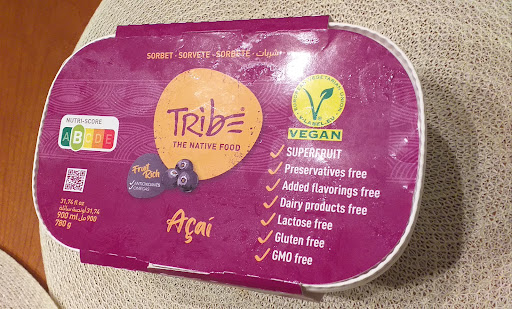 SORBET · SORVETE · SORBETE · شربات
TRIBE
THE NATIVE FOOD
NUTRI-SCORE
A B C D E
Fruit
Rich
Açaí
31,74 fl oz
900 ml
780 g
VEGAN
SUPERFRUIT
Preservatives free
Added flavorings free
Dairy products free
Lactose free
Gluten free
GMO free